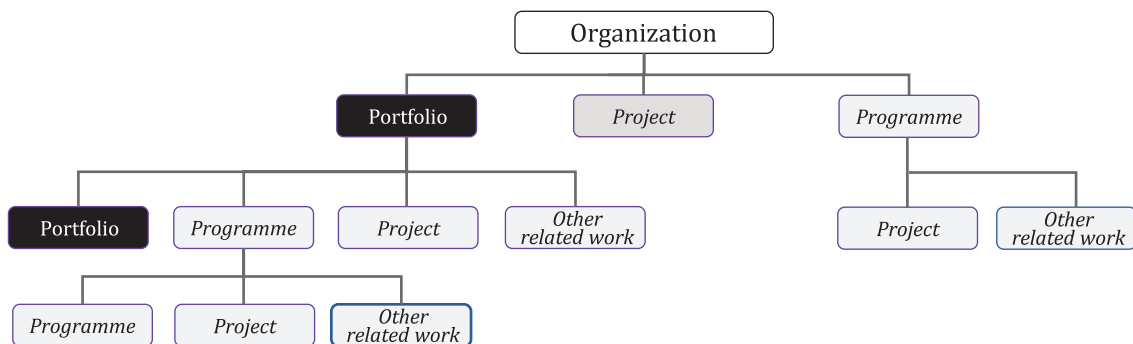 Organization
Portfolio
Project
Programme
Portfolio
Programme
Project
Other
related work
Project
Other
related work
Programme
Project
Other
related work